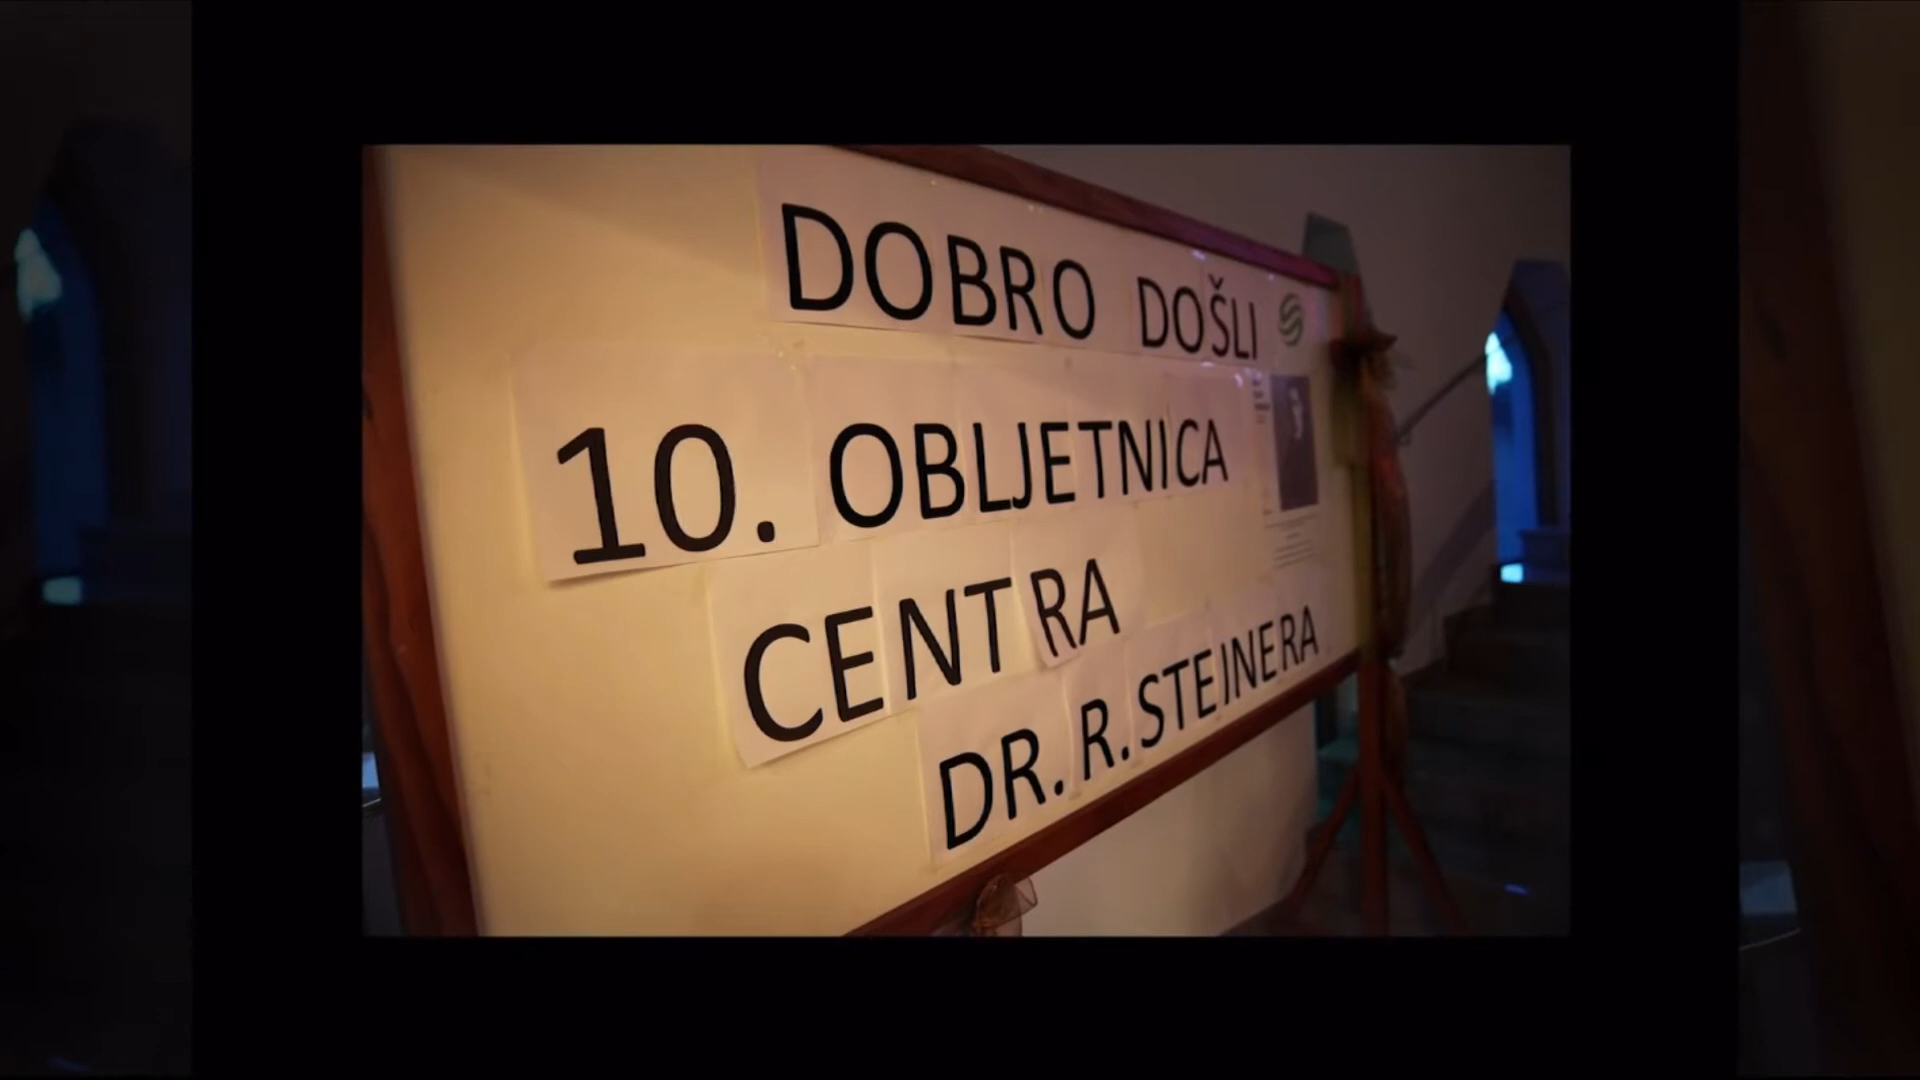 DOBRO DOŠLI
10. OBLJETNICA
CENTRA
DR. R. STEINERA